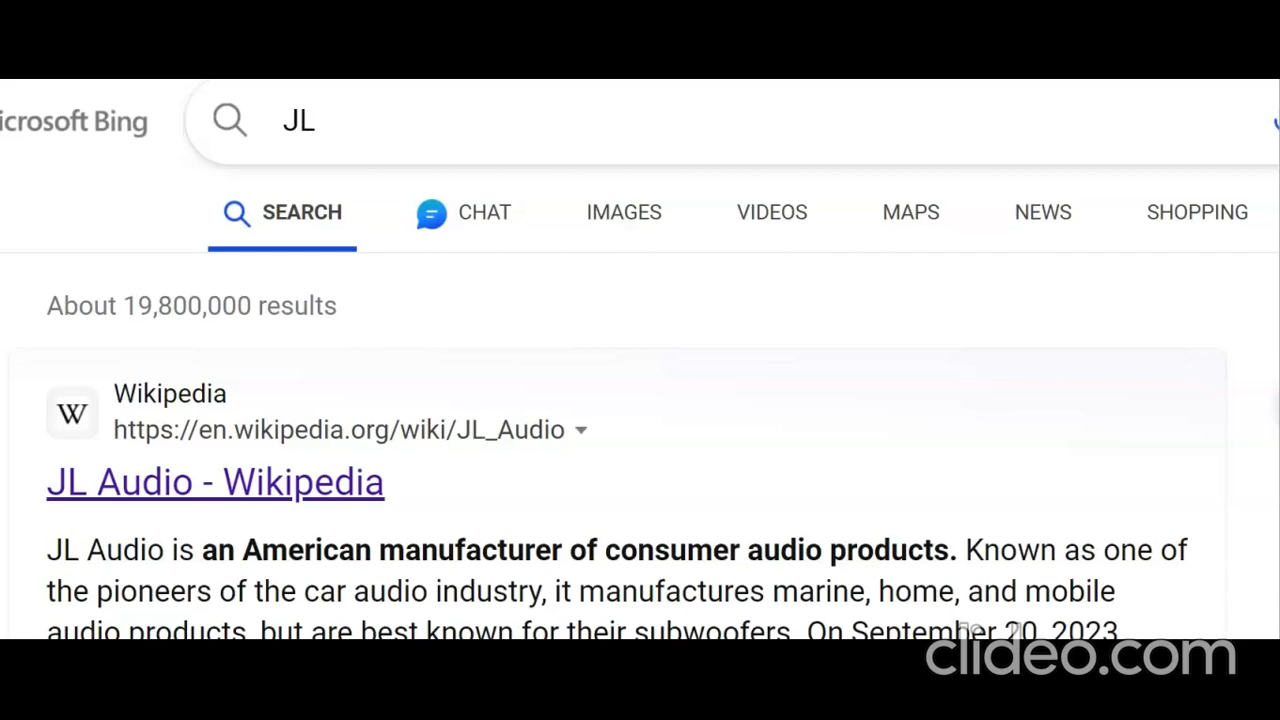 icrosoft Bing
JL
SEARCH CHAT IMAGES VIDEOS MAPS NEWS SHOPPING
About 19,800,000 results
W
Wikipedia
https://en.wikipedia.org/wiki/JL_Audio
JL Audio - Wikipedia
JL Audio is an American manufacturer of consumer audio products. Known as one of
the pioneers of the car audio industry, it manufactures marine, home, and mobile
audio products, but are best known for their subwoofers. On September 20, 2023
clideo.com